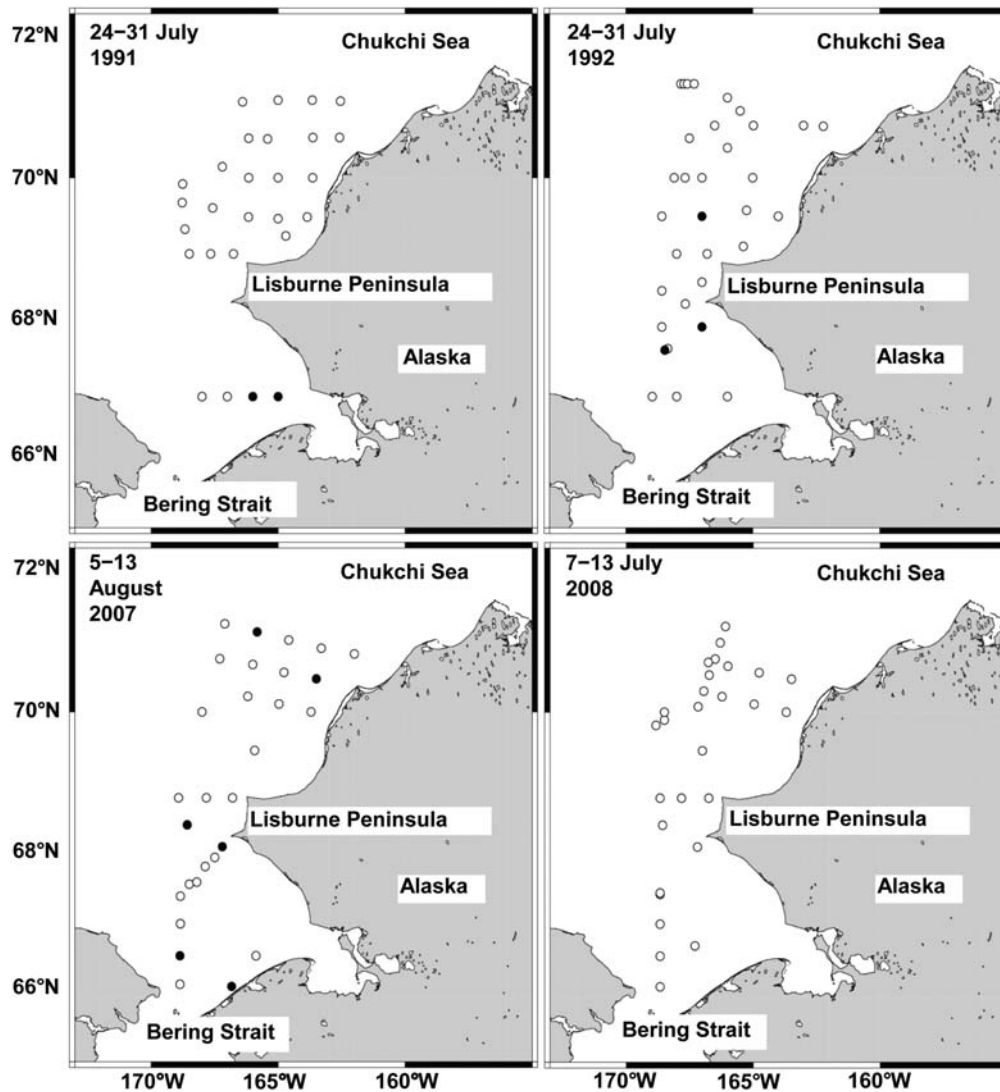 72°N
24–31 July
1991
Chukchi Sea
24–31 July
1992
Chukchi Sea
70°N
Lisburne Peninsula
Lisburne Peninsula
68°N
Alaska
Alaska
66°N
Bering Strait
Bering Strait
72°N
5–13
August
2007
Chukchi Sea
7–13 July
2008
Chukchi Sea
70°N
Lisburne Peninsula
Lisburne Peninsula
68°N
Alaska
Alaska
66°N
Bering Strait
Bering Strait
170°W 165°W 160°W
170°W 165°W 160°W